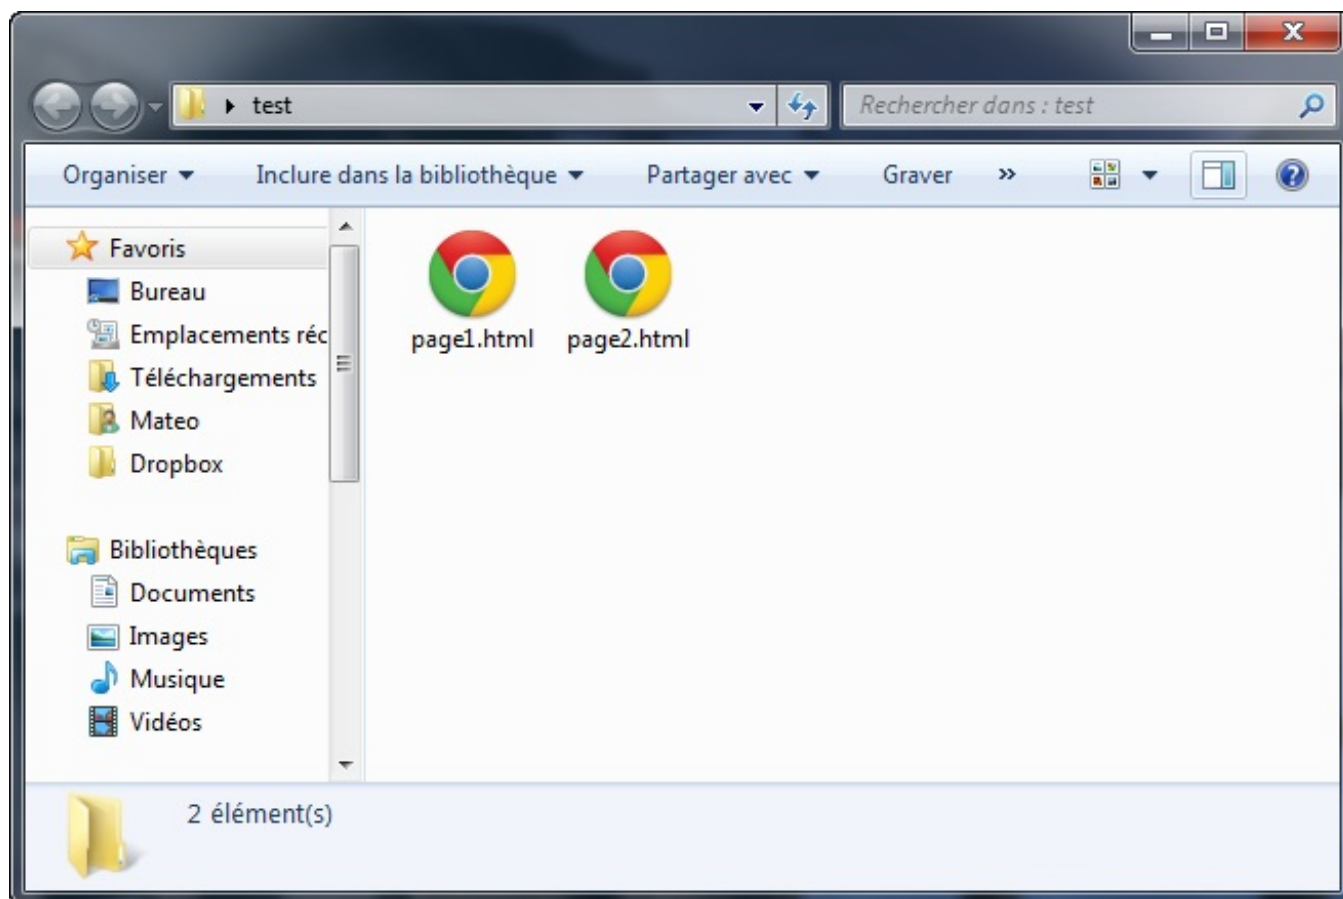 test
Rechercher dans : test
Organiser Inclure dans la bibliothèque Partager avec Graver »
Favoris
Bureau
Emplacements réc
Téléchargements
Mateo
Dropbox
Bibliothèques
Documents
Images
Musique
Vidéos
page1.html page2.html
2 élément(s)